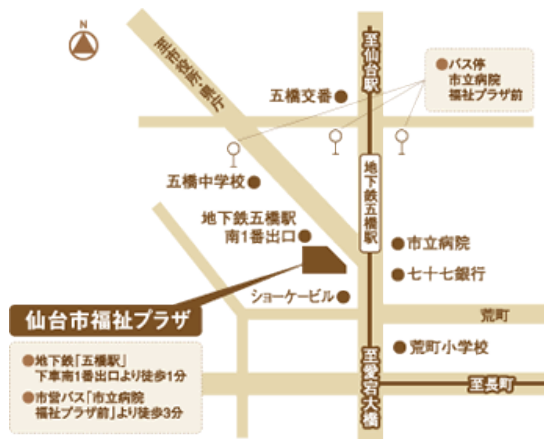 N
至仙台駅
至市役所・県庁
●バス停
市立病院
福祉プラザ前
五橋交番●
五橋中学校●
地下鉄五橋駅
地下鉄五橋駅
南1番出口●
●市立病院
●七十七銀行
ショーケービル●
仙台市福祉プラザ
荒町
●荒町小学校
●地下鉄「五橋駅」
下車南1番出口より徒歩1分
●市営バス「市立病院
福祉プラザ前」より徒歩3分
至愛宕大橋
至長町